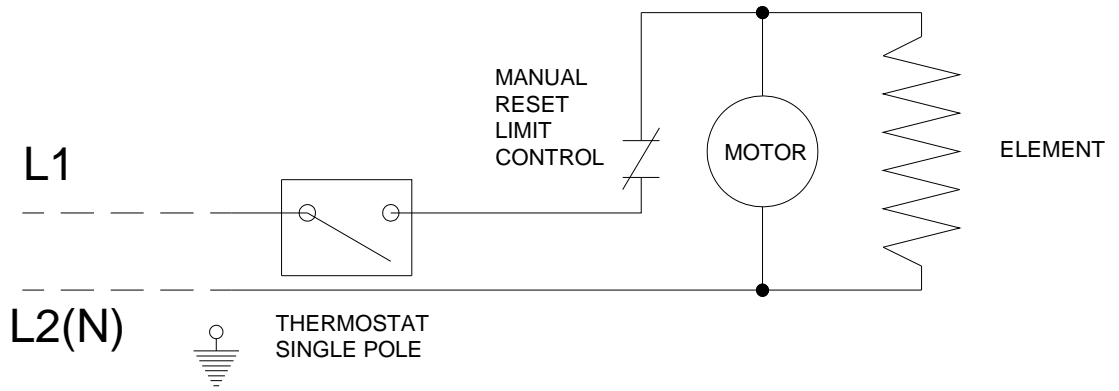 MANUAL
RESET
LIMIT
CONTROL
MOTOR
ELEMENT
L1
L2(N)
THERMOSTAT
SINGLE POLE